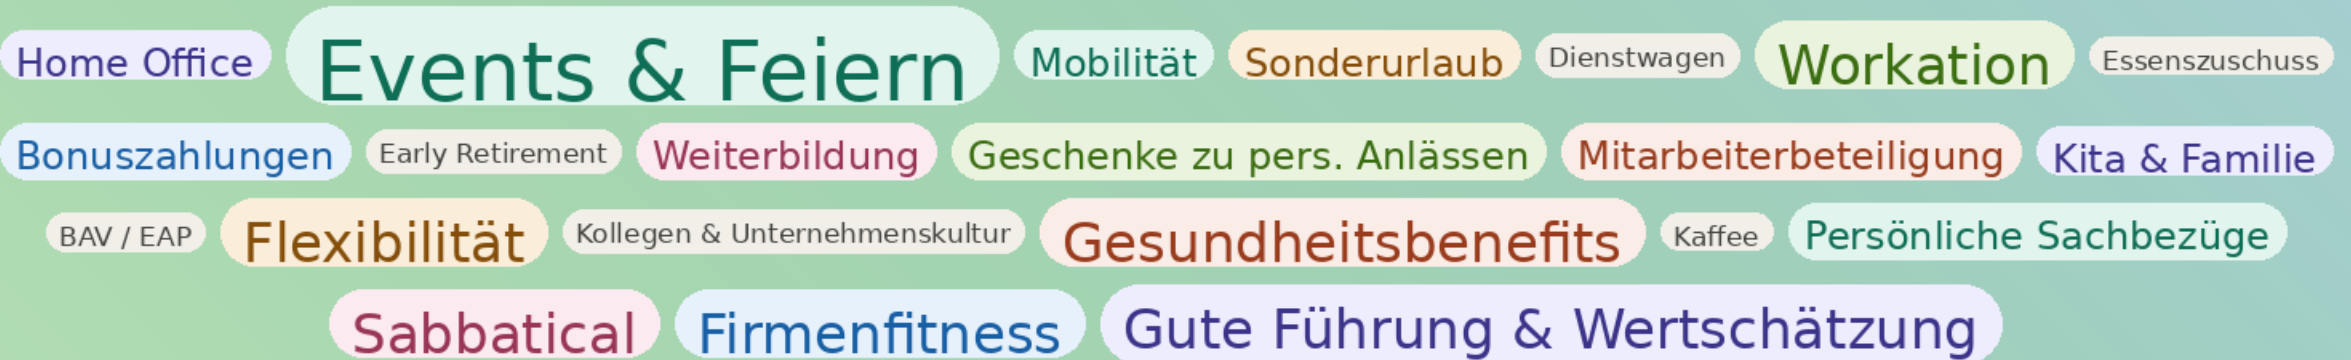 Home Office Events & Feiern Mobilität Sonderurlaub Dienstwagen Workation Essenszuschuss
Bonuszahlungen Early Retirement Weiterbildung Geschenke zu pers. Anlässen Mitarbeiterbeteiligung Kita & Familie
BAV / EAP Flexibilität Kollegen & Unternehmenskultur Gesundheitsbenefits Kaffee Persönliche Sachbezüge
Sabbatical Firmenfitness Gute Führung & Wertschätzung